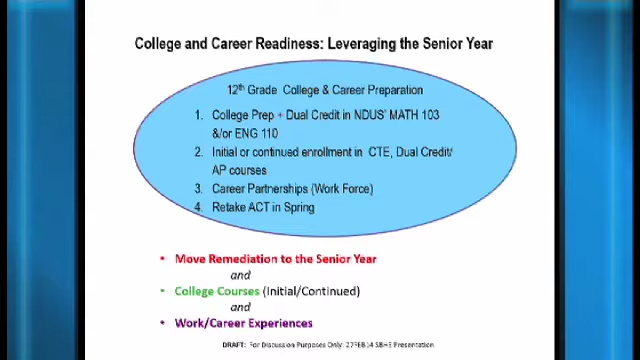 College and Career Readiness: Leveraging the Senior Year
12th Grade College & Career Preparation
1. College Prep + Dual Credit in NDUS' MATH 103
&/or ENG 110
2. Initial or continued enrollment in CTE, Dual Credit/
AP courses
3. Career Partnerships (Work Force)
4. Retake ACT in Spring
• Move Remediation to the Senior Year
and
• College Courses (Initial/Continued)
and
• Work/Career Experiences
DRAFT: For Discussion Purposes Only: 27FEB14 SBHE Presentation